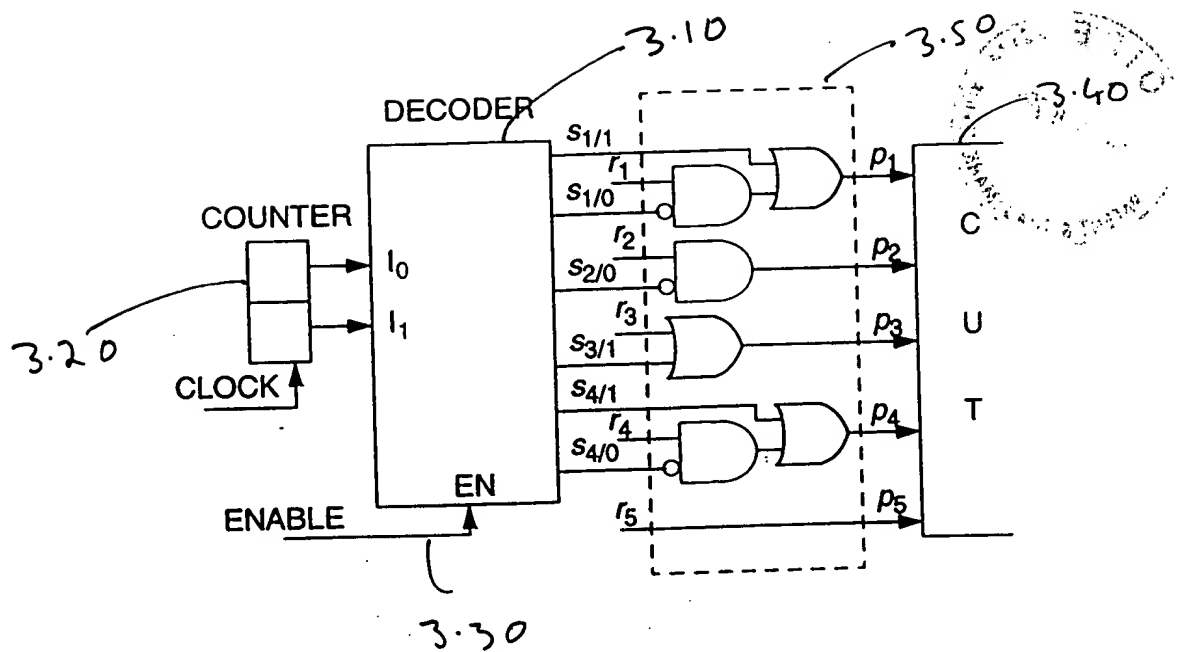 3.10
3.50
3.40
DECODER
s1/1
r1
p1
s1/0
COUNTER
C
r2
p2
I0
s2/0
r3
p3
U
I1
s3/1
3.20
CLOCK
s4/1
T
r4
p4
s4/0
EN
ENABLE
r5
p5
3.30